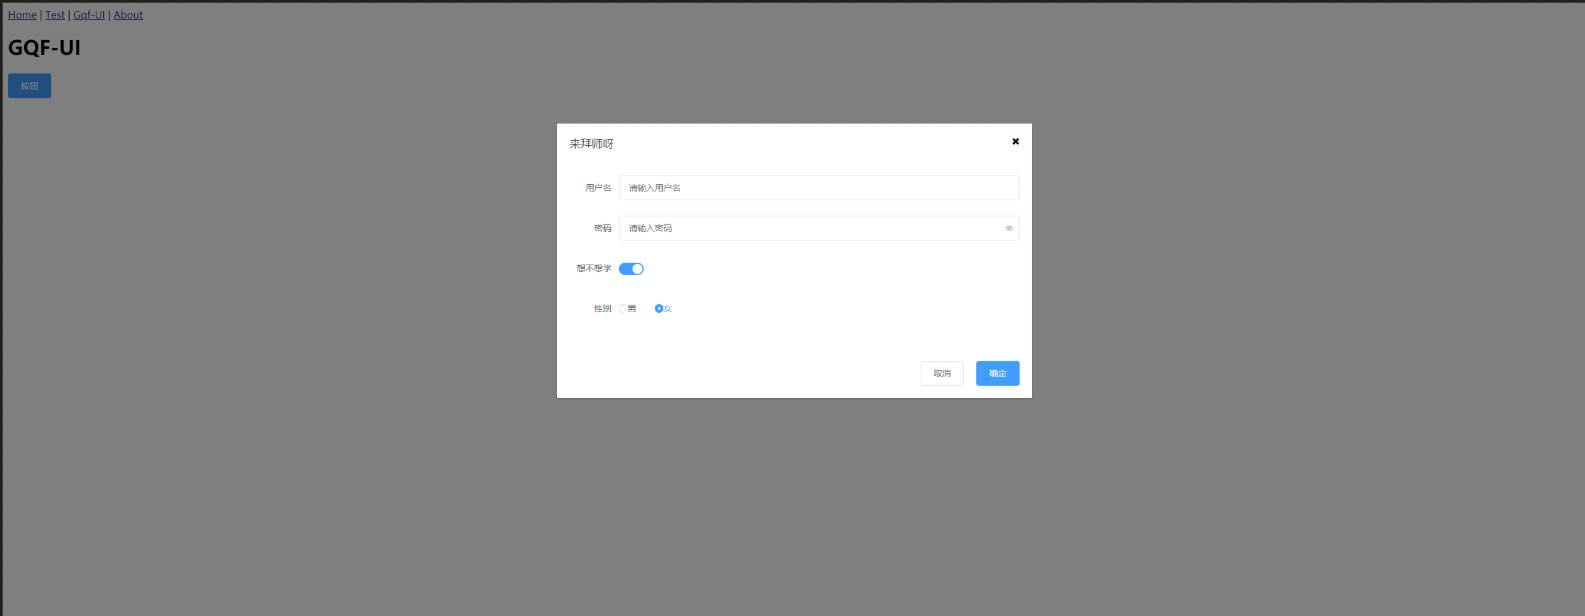 Home | Test | Gqf-UI | About
GQF-UI
按钮
来拜师呀
用户名 请输入用户名
密码 请输入密码
想不想学
性别 男 女
取消 确定